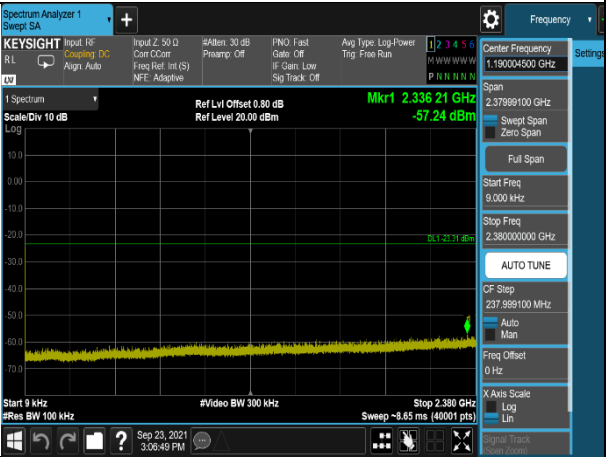 Spectrum Analyzer 1
Swept SA
Frequency
KEYSIGHT
RL
Input: RF
Coupling: DC
Align: Auto
Input Z: 50 Ω
Corr CCorr
Freq Ref: Int (S)
NFE: Adaptive
#Atten: 30 dB
Preamp: Off
PNO: Fast
Gate: Off
IF Gain: Low
Sig Track: Off
Avg Type: Log-Power
Trig: Free Run
1 2 3 4 5 6
M W W W W W
P N N N N N
Settings
1 Spectrum
Scale/Div 10 dB
Log
Ref Lvl Offset 0.80 dB
Ref Level 20.00 dBm
Mkr1 2.336 21 GHz
-57.24 dBm
10.0
0.00
-10.0
-20.0
DL1 -23.31 dBm
-30.0
-40.0
-50.0
-60.0
-70.0
1
Start 9 kHz
#Res BW 100 kHz
#Video BW 300 kHz
Stop 2.380 GHz
Sweep ~8.65 ms (40001 pts)
Center Frequency
1.190004500 GHz
Span
2.37999100 GHz
Swept Span
Zero Span
Full Span
Start Freq
9.000 kHz
Stop Freq
2.380000000 GHz
AUTO TUNE
CF Step
237.999100 MHz
Auto
Man
Freq Offset
0 Hz
X Axis Scale
Log
Lin
Signal Track
(Span Zoom)
?
Sep 23, 2021
3:06:49 PM